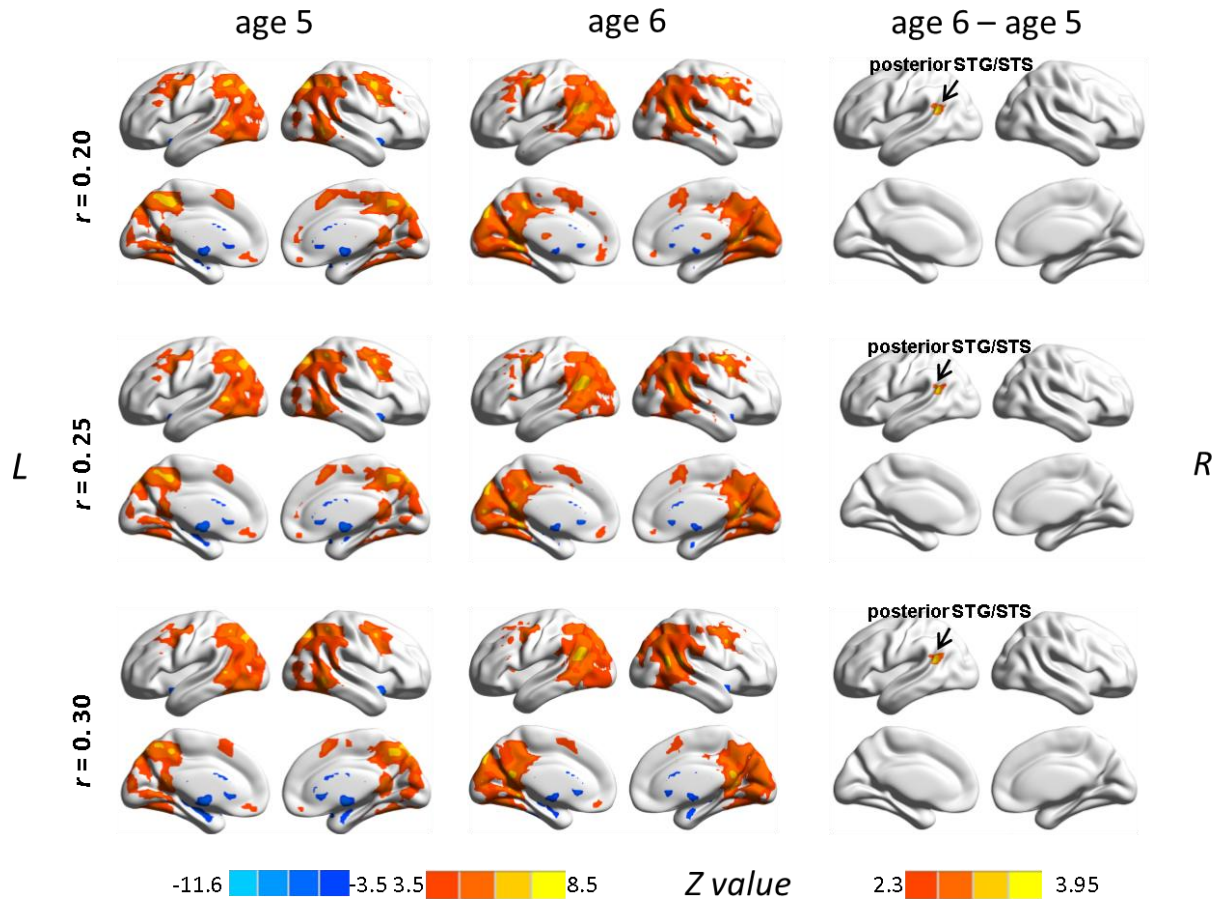 age 5 age 6 age 6 – age 5
r = 0. 20
posterior STG/STS
r = 0. 25
posterior STG/STS
L
R
r = 0. 30
posterior STG/STS
-11.6 -3.5 3.5 8.5 Z value 2.3 3.95